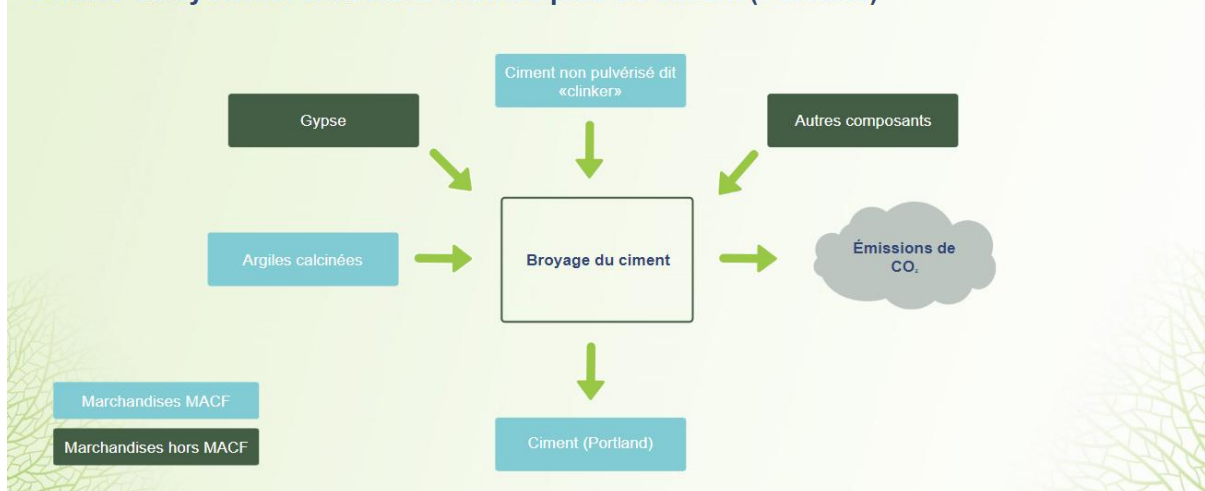 Ciment non pulvérisé dit
«clinker»
Gypse
Autres composants
Argiles calcinées
Broyage du ciment
Émissions de
CO₂
Marchandises MACF
Marchandises hors MACF
Ciment (Portland)